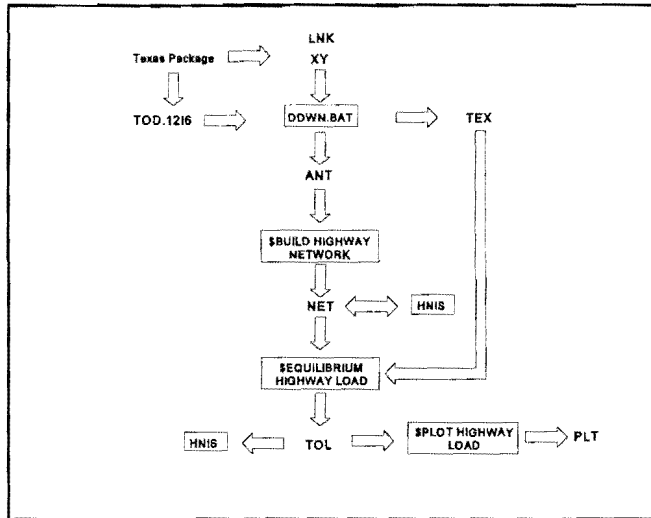 LNK
Texas Package
XY
TOD.12I6
DDWN.BAT
TEX
ANT
$BUILD HIGHWAY
NETWORK
NET
HNIS
$EQUILIBRIUM
HIGHWAY LOAD
HNIS
TOL
$PLOT HIGHWAY
LOAD
PLT